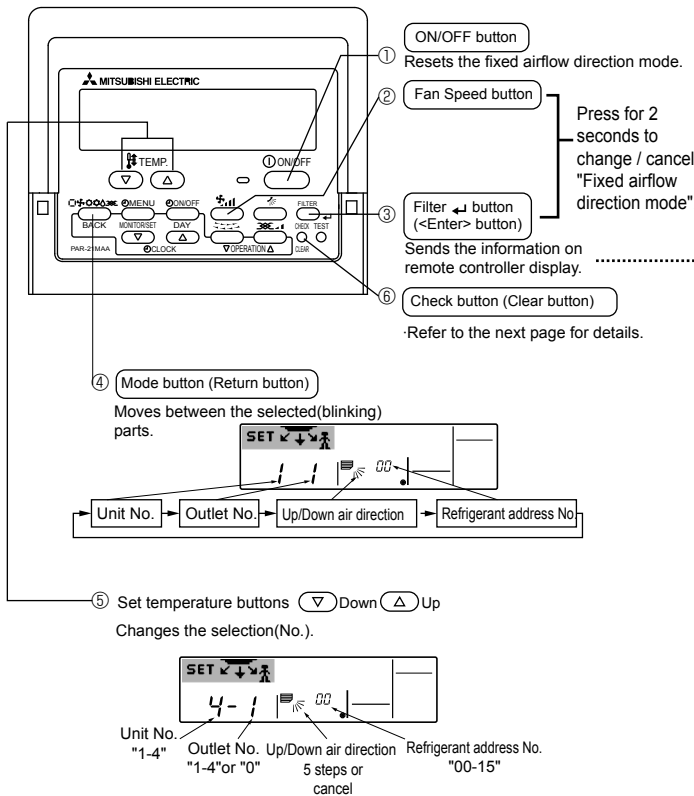 ① ON/OFF button
Resets the fixed airflow direction mode.
② Fan Speed button
Press for 2
seconds to
change / cancel
"Fixed airflow
direction mode"
③ Filter ↵ button
(<Enter> button)
Sends the information on
remote controller display.
⑥ Check button (Clear button)
·Refer to the next page for details.
MITSUBISHI ELECTRIC
TEMP.
ON/OFF
MENU ON/OFF FILTER
BACK MONITOR/SET DAY CHECK TEST
PAR-21MAA CLOCK OPERATION CLEAR
④ Mode button (Return button)
Moves between the selected(blinking)
parts.
SET
1 1 00
Unit No. Outlet No. Up/Down air direction Refrigerant address No.
⑤ Set temperature buttons Down Up
Changes the selection(No.).
SET
4- 1 00
Unit No.
"1-4"
Outlet No.
"1-4"or "0"
Up/Down air direction
5 steps or
cancel
Refrigerant address No.
"00-15"